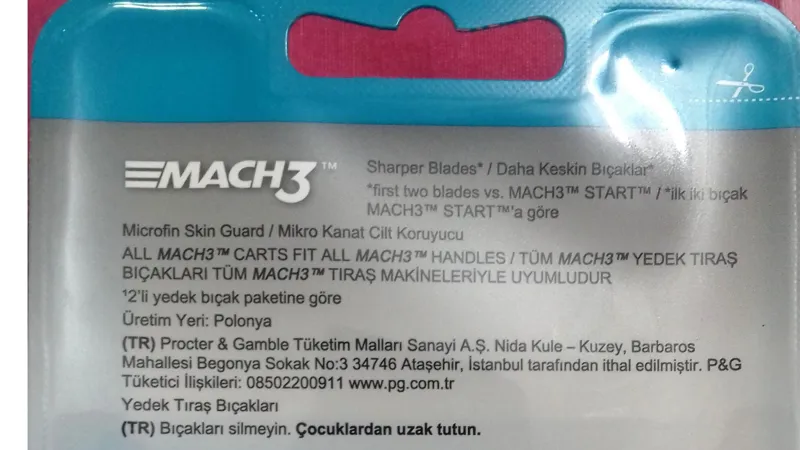 MACH3™
Sharper Blades* / Daha Keskin Bıçaklar*
*first two blades vs. MACH3™ START™ / *ilk iki bıçak
MACH3™ START™'a göre
Microfin Skin Guard / Mikro Kanat Cilt Koruyucu
ALL MACH3™ CARTS FIT ALL MACH3™ HANDLES / TÜM MACH3™ YEDEK TIRAŞ
BIÇAKLARI TÜM MACH3™ TIRAŞ MAKİNELERİYLE UYUMLUDUR
¹2'li yedek bıçak paketine göre
Üretim Yeri: Polonya
(TR) Procter & Gamble Tüketim Malları Sanayi A.Ş. Nida Kule – Kuzey, Barbaros
Mahallesi Begonya Sokak No:3 34746 Ataşehir, İstanbul tarafından ithal edilmiştir. P&G
Tüketici İlişkileri: 08502200911 www.pg.com.tr
Yedek Tıraş Bıçakları
(TR) Bıçakları silmeyin. Çocuklardan uzak tutun.